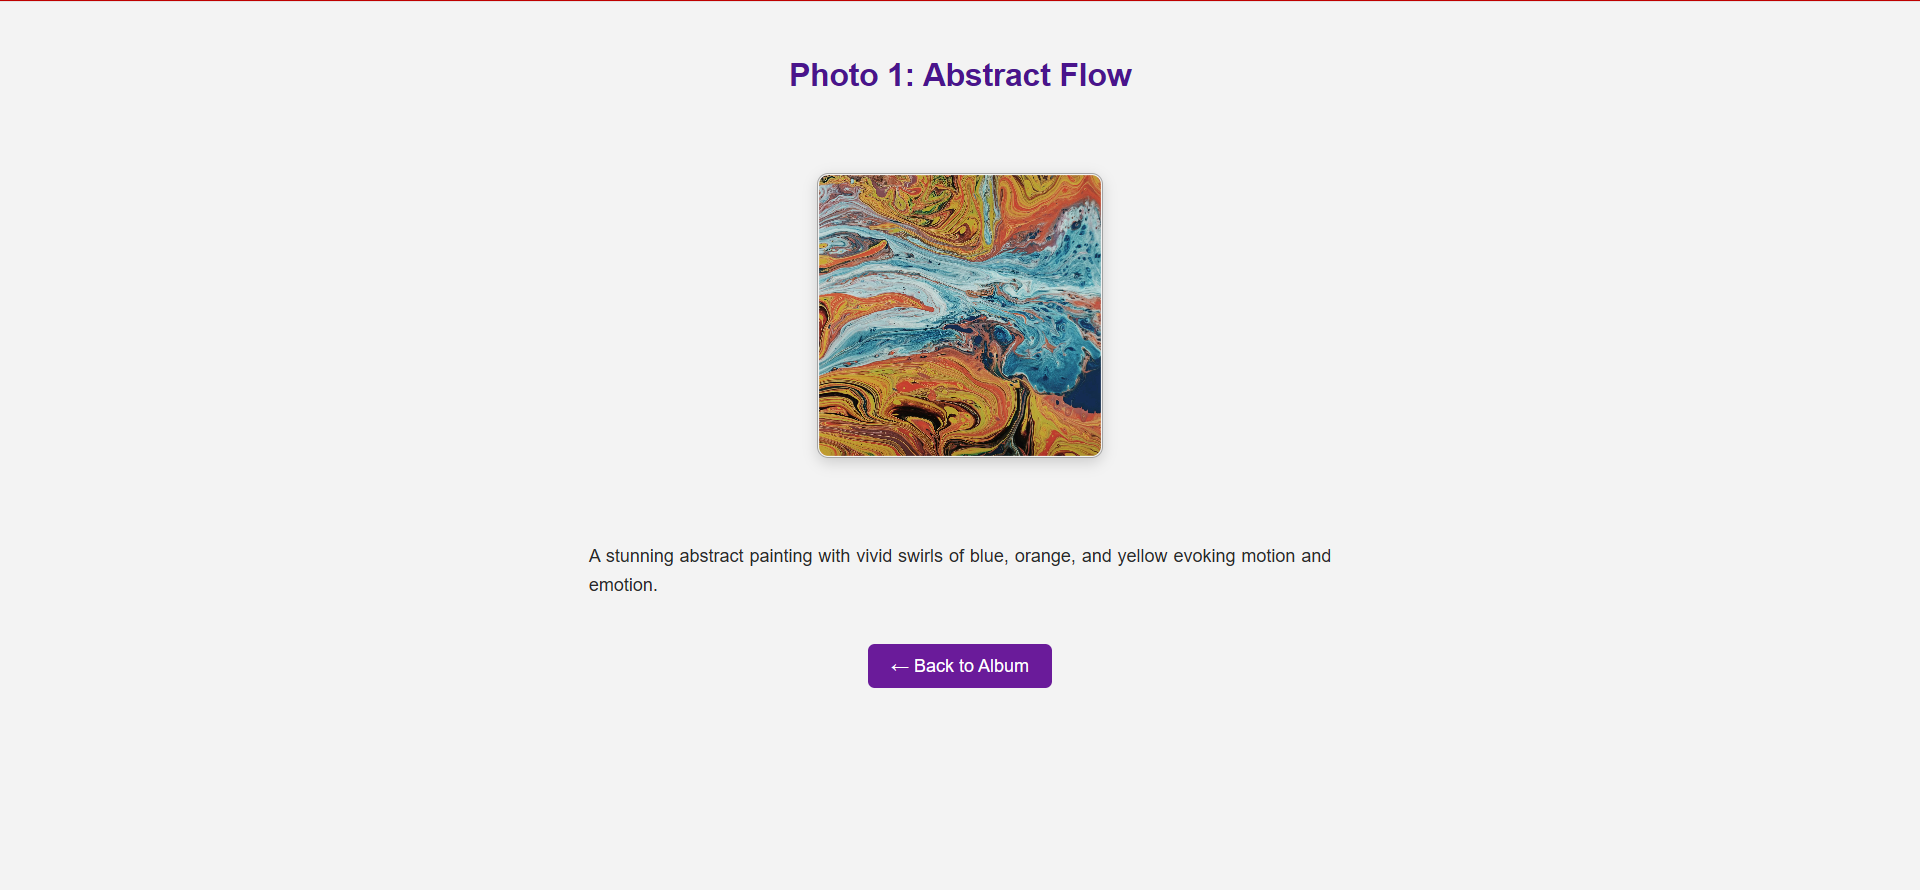 Photo 1: Abstract Flow
A stunning abstract painting with vivid swirls of blue, orange, and yellow evoking motion and
emotion.
← Back to Album